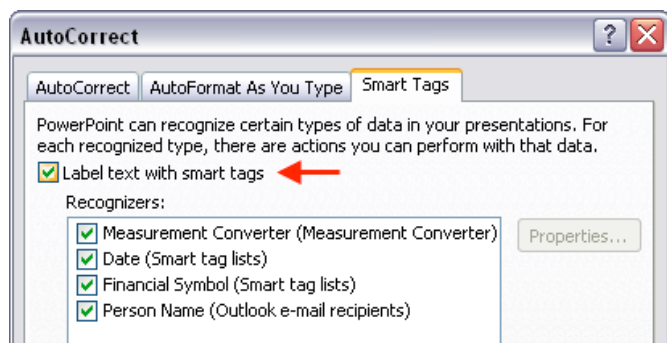 AutoCorrect
?
AutoCorrect AutoFormat As You Type Smart Tags
PowerPoint can recognize certain types of data in your presentations. For
each recognized type, there are actions you can perform with that data.
Label text with smart tags
Recognizers:
Measurement Converter (Measurement Converter)
Properties...
Date (Smart tag lists)
Financial Symbol (Smart tag lists)
Person Name (Outlook e-mail recipients)